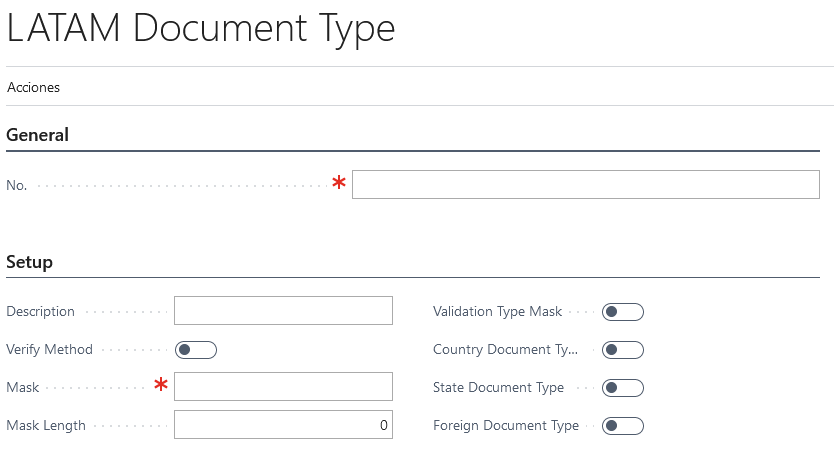 LATAM Document Type
Acciones
General
No. *
Setup
Description
Verify Method
Mask *
Mask Length 0
Validation Type Mask
Country Document Ty...
State Document Type
Foreign Document Type